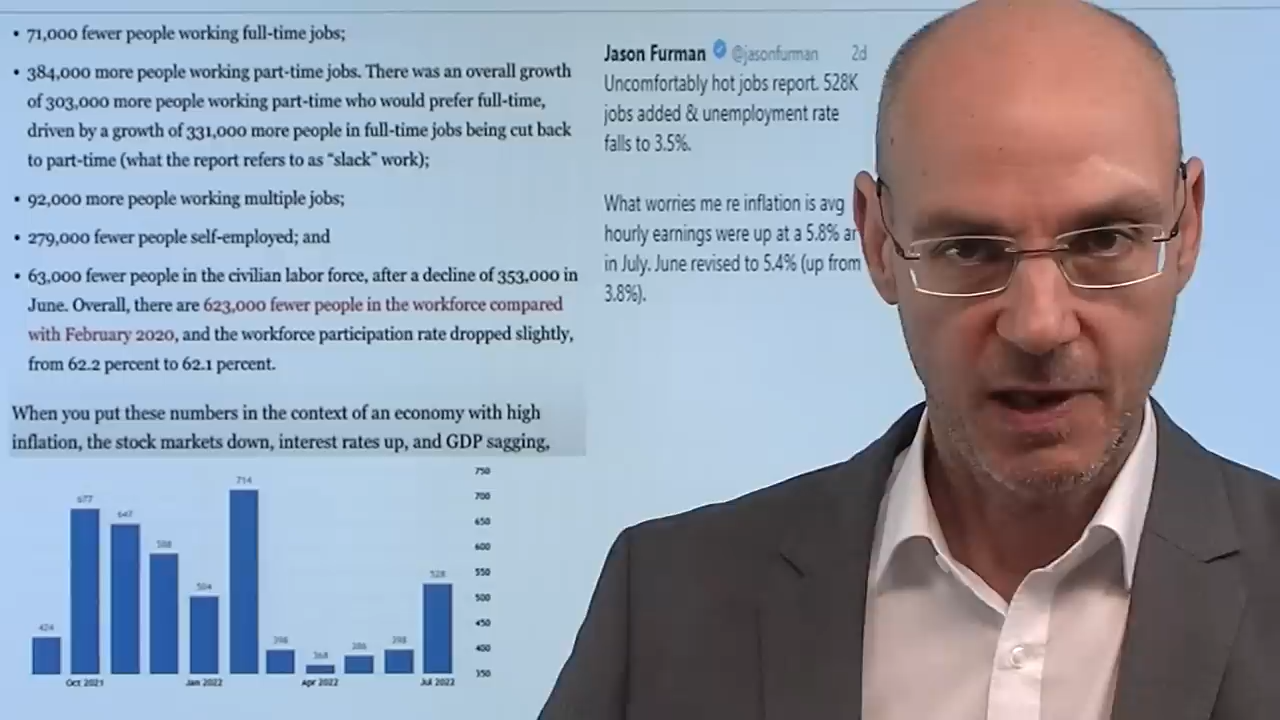 • 71,000 fewer people working full-time jobs;
• 384,000 more people working part-time jobs. There was an overall growth
of 303,000 more people working part-time who would prefer full-time,
driven by a growth of 331,000 more people in full-time jobs being cut back
to part-time (what the report refers to as “slack” work);
• 92,000 more people working multiple jobs;
• 279,000 fewer people self-employed; and
• 63,000 fewer people in the civilian labor force, after a decline of 353,000 in
June. Overall, there are 623,000 fewer people in the workforce compared
with February 2020, and the workforce participation rate dropped slightly,
from 62.2 percent to 62.1 percent.
When you put these numbers in the context of an economy with high
inflation, the stock markets down, interest rates up, and GDP sagging,
Jason Furman @jasonfurman 2d
Uncomfortably hot jobs report. 528K
jobs added & unemployment rate
falls to 3.5%.
What worries me re inflation is avg
hourly earnings were up at a 5.8% ar
in July. June revised to 5.4% (up from
3.8%).
424
677
647
588
504
714
398
368
386
398
528
750
700
650
600
550
500
450
400
350
Oct 2021
Jan 2022
Apr 2022
Jul 2022